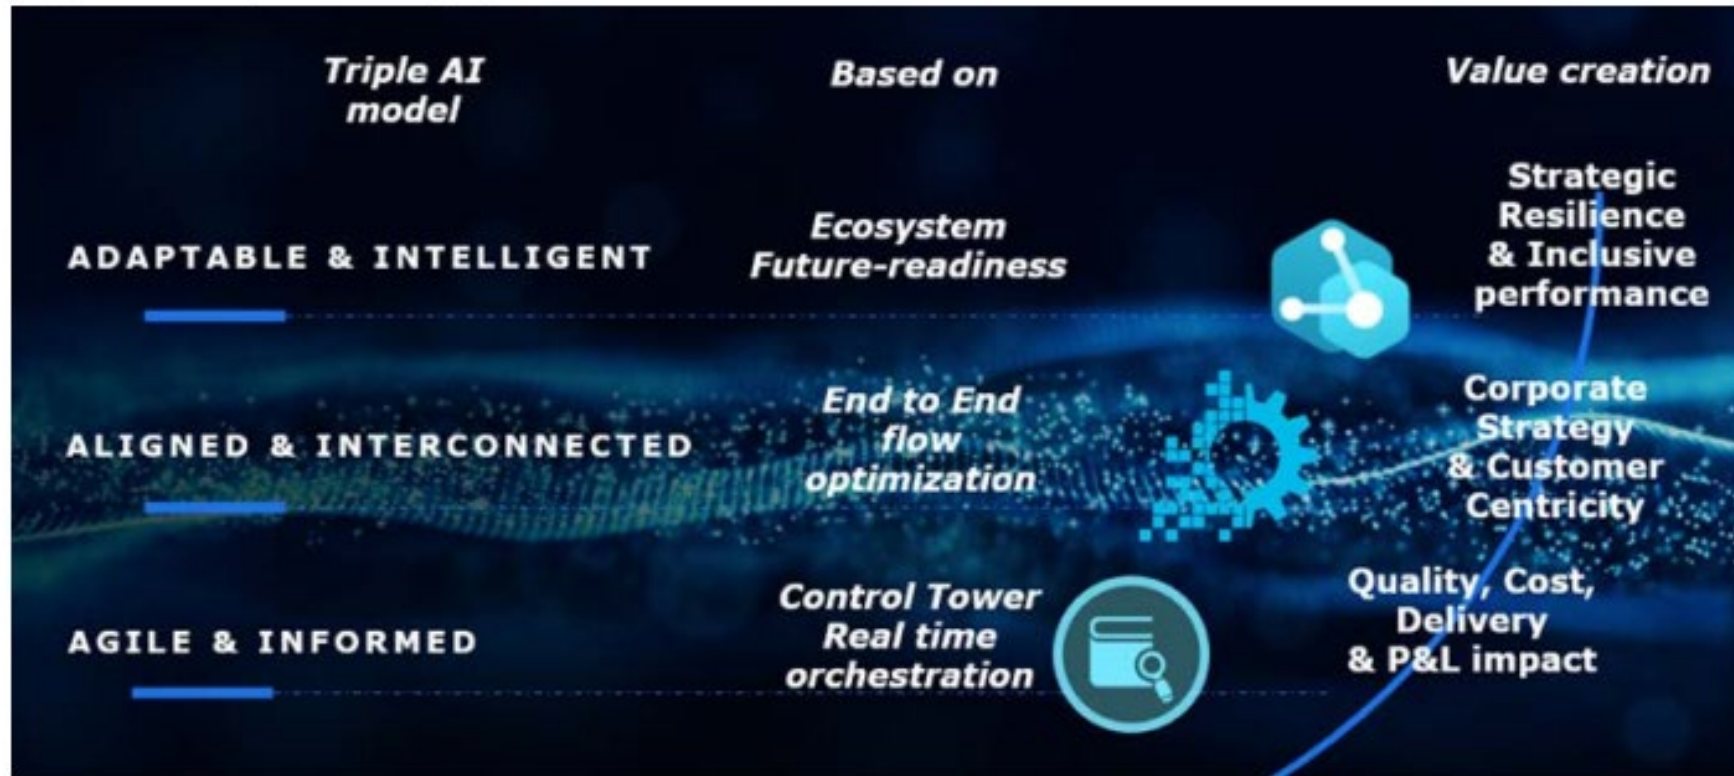 Triple AI
model
Based on
Value creation
ADAPTABLE & INTELLIGENT
Ecosystem
Future-readiness
Strategic
Resilience
& Inclusive
performance
ALIGNED & INTERCONNECTED
End to End
flow
optimization
Corporate
Strategy
& Customer
Centricity
AGILE & INFORMED
Control Tower
Real time
orchestration
Quality, Cost,
Delivery
& P&L impact